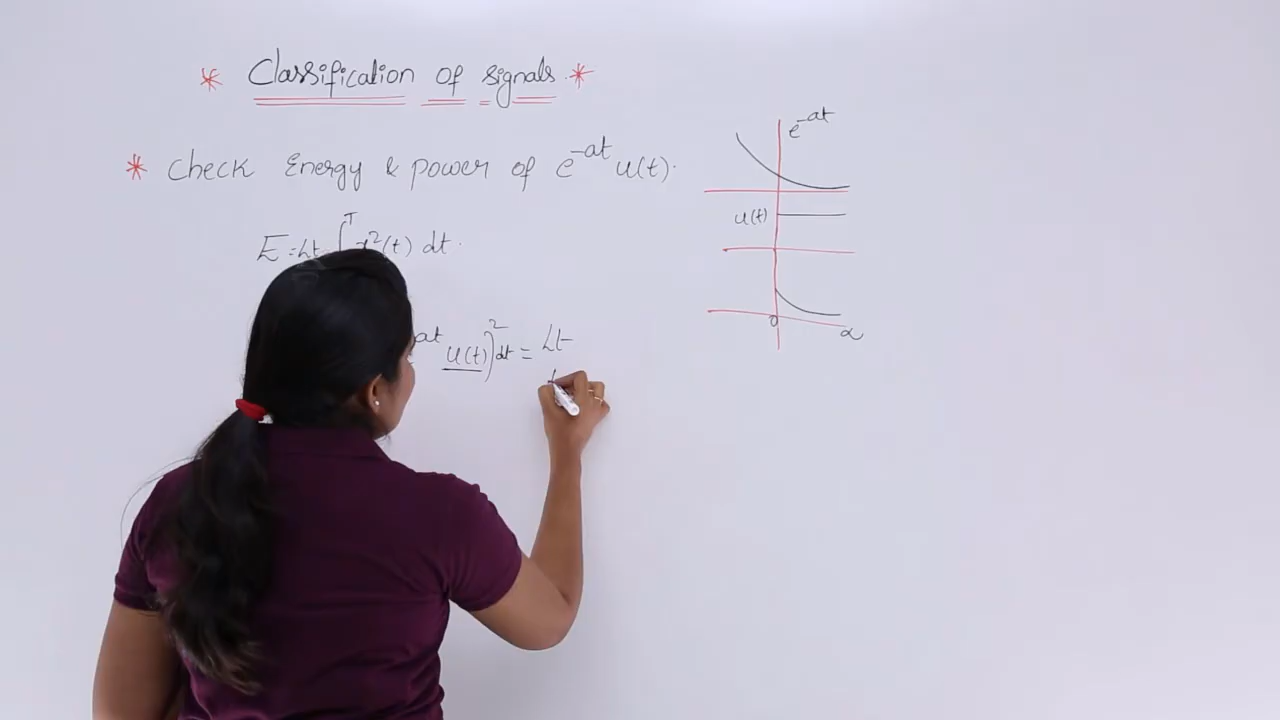 * Classification of signals. *
* Check Energy & power of e^-at u(t).
E = Lt ∫ T x²(t) dt.
at u(t))² dt = Lt
e^-at
u(t)
0 α